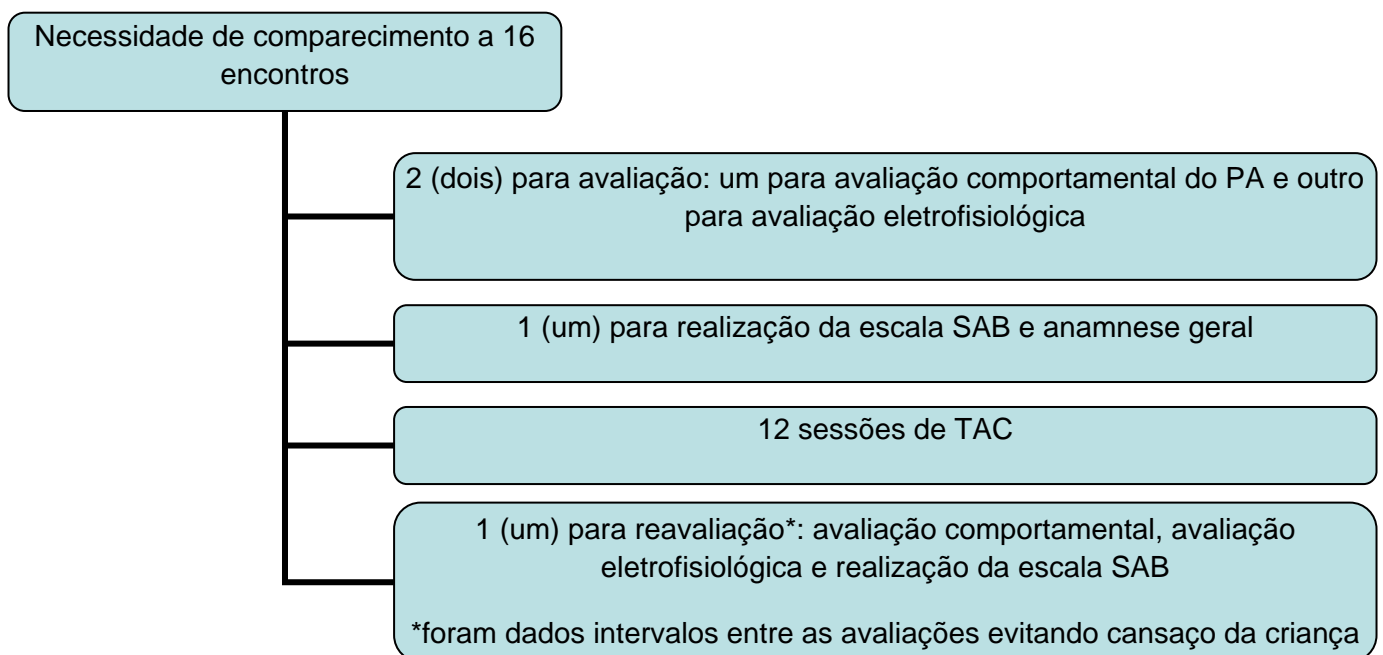 Necessidade de comparecimento a 16
encontros
2 (dois) para avaliação: um para avaliação comportamental do PA e outro
para avaliação eletrofisiológica
1 (um) para realização da escala SAB e anamnese geral
12 sessões de TAC
1 (um) para reavaliação*: avaliação comportamental, avaliação
eletrofisiológica e realização da escala SAB
*foram dados intervalos entre as avaliações evitando cansaço da criança